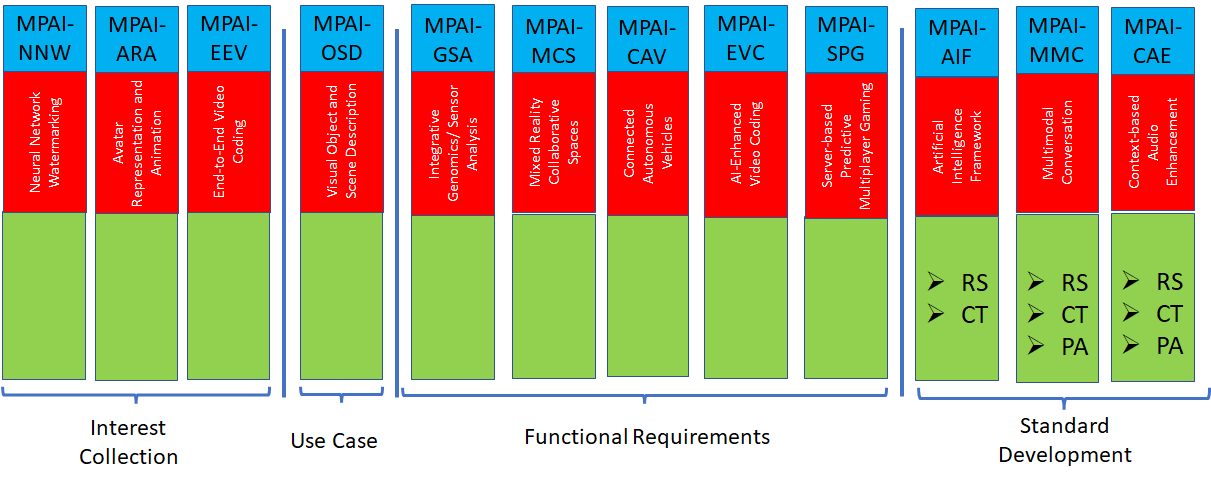 MPAI-
NNW
Neural Network
Watermarking
MPAI-
ARA
Avatar
Representation and
Animation
MPAI-
EEV
End-to-End Video
Coding
MPAI-
OSD
Visual Object and
Scene Description
MPAI-
GSA
Integrative
Genomics/ Sensor
Analysis
MPAI-
MCS
Mixed Reality
Collaborative
Spaces
MPAI-
CAV
Connected
Autonomous
Vehicles
MPAI-
EVC
AI-Enhanced
Video Coding
MPAI-
SPG
Server-based
Predictive
Multiplayer Gaming
MPAI-
AIF
Artificial
Intelligence
Framework
➢ RS
➢ CT
MPAI-
MMC
Multimodal
Conversation
➢ RS
➢ CT
➢ PA
MPAI-
CAE
Context-based
Audio
Enhancement
➢ RS
➢ CT
➢ PA
Interest
Collection
Use Case
Functional Requirements
Standard
Development